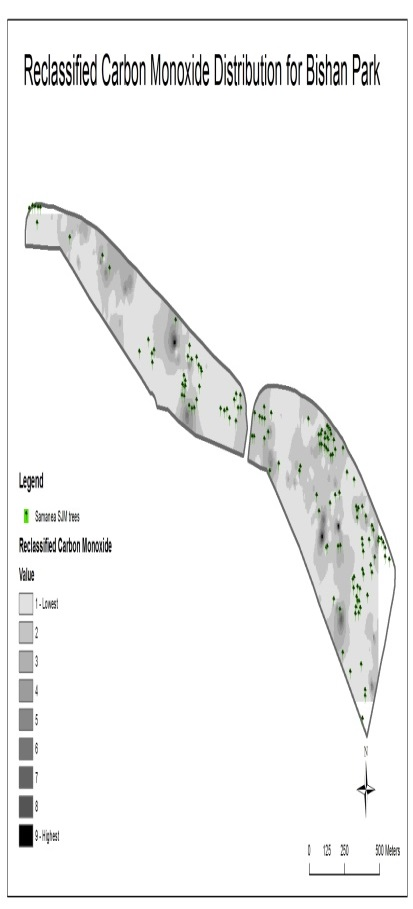 Reclassified Carbon Monoxide Distribution for Bishan Park
Legend
Samanea SJM trees
Reclassified Carbon Monoxide
Value
1 - Lowest
2
3
4
5
6
7
8
9 - Highest
N
0 125 250 500 Meters